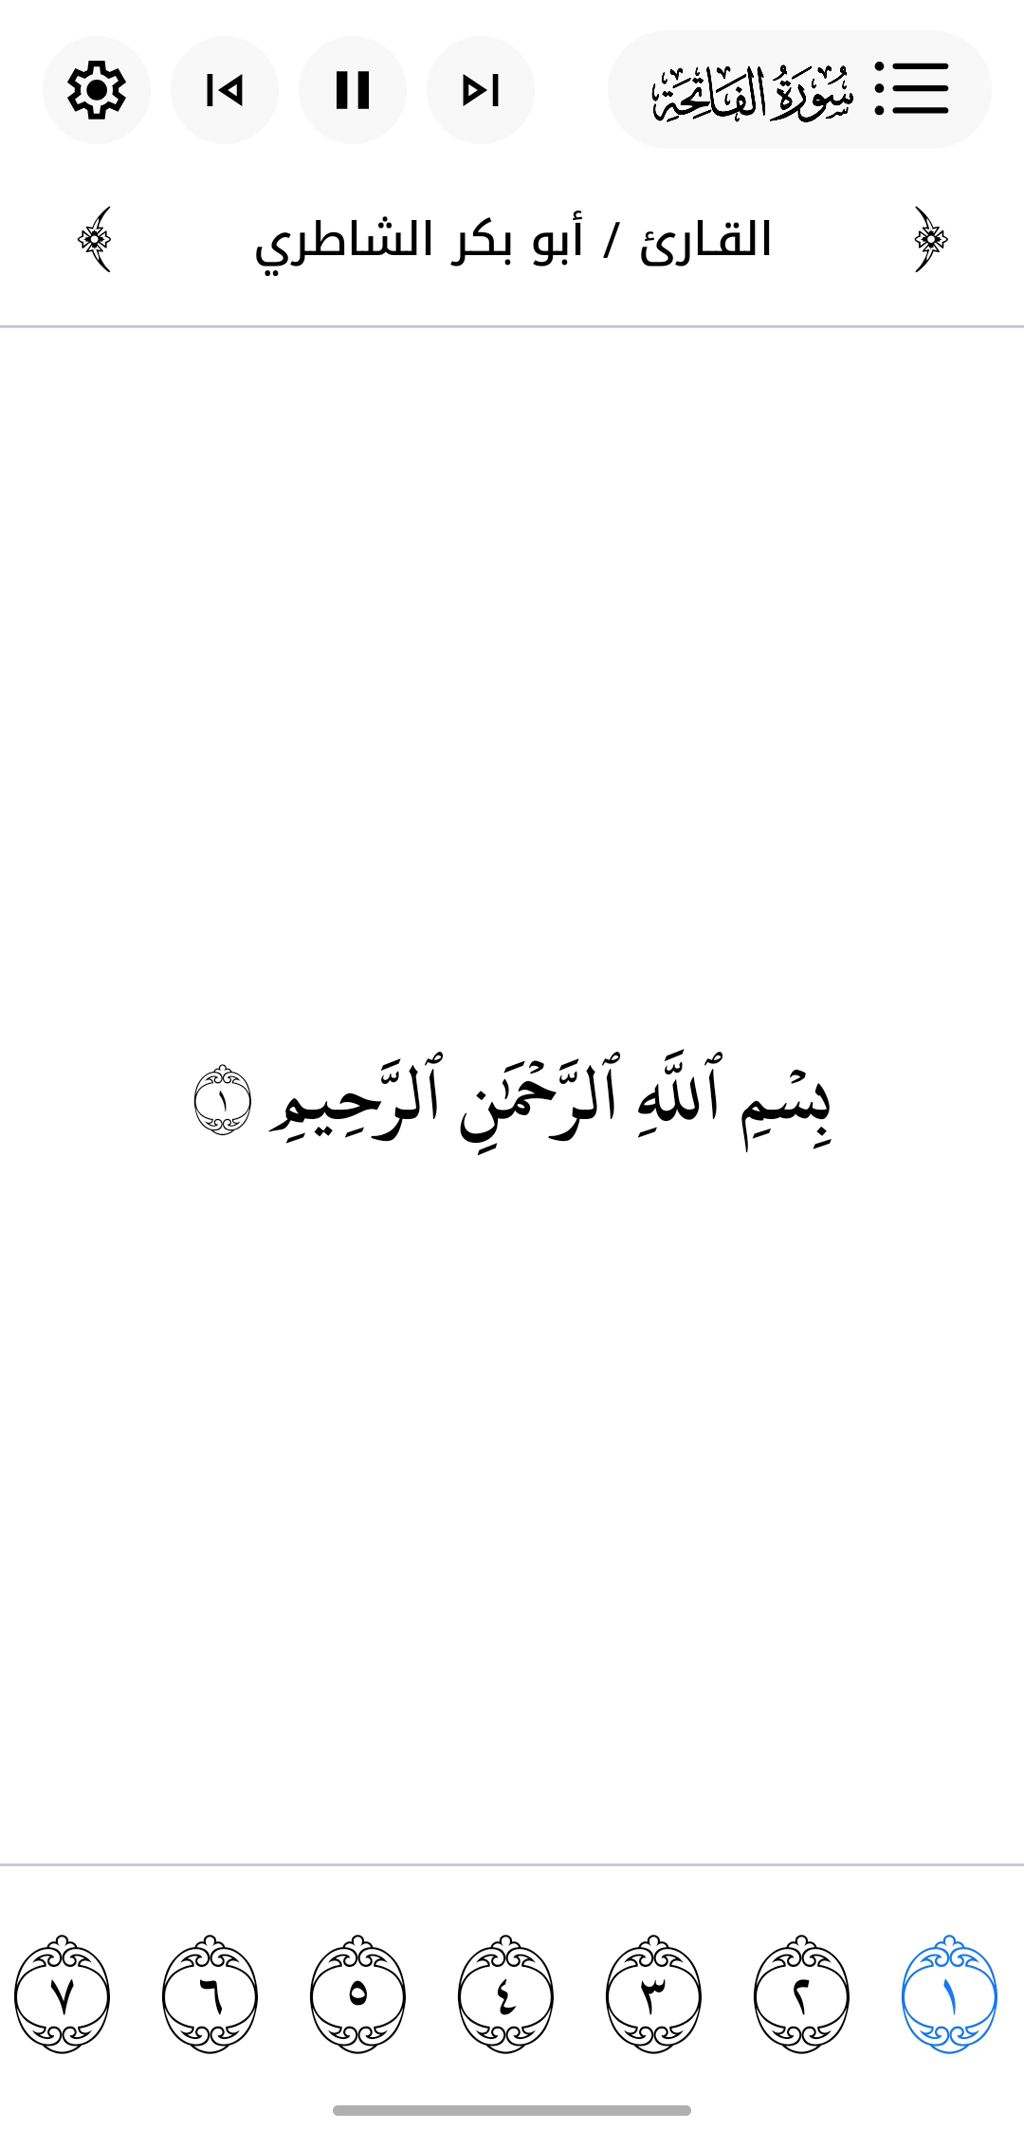 سُورَةُ الفَاتِحَةِ
القارئ / أبو بكر الشاطري
بِسۡمِ ٱللَّهِ ٱلرَّحۡمَٰنِ ٱلرَّحِيمِ ١
١ ٢ ٣ ٤ ٥ ٦ ٧